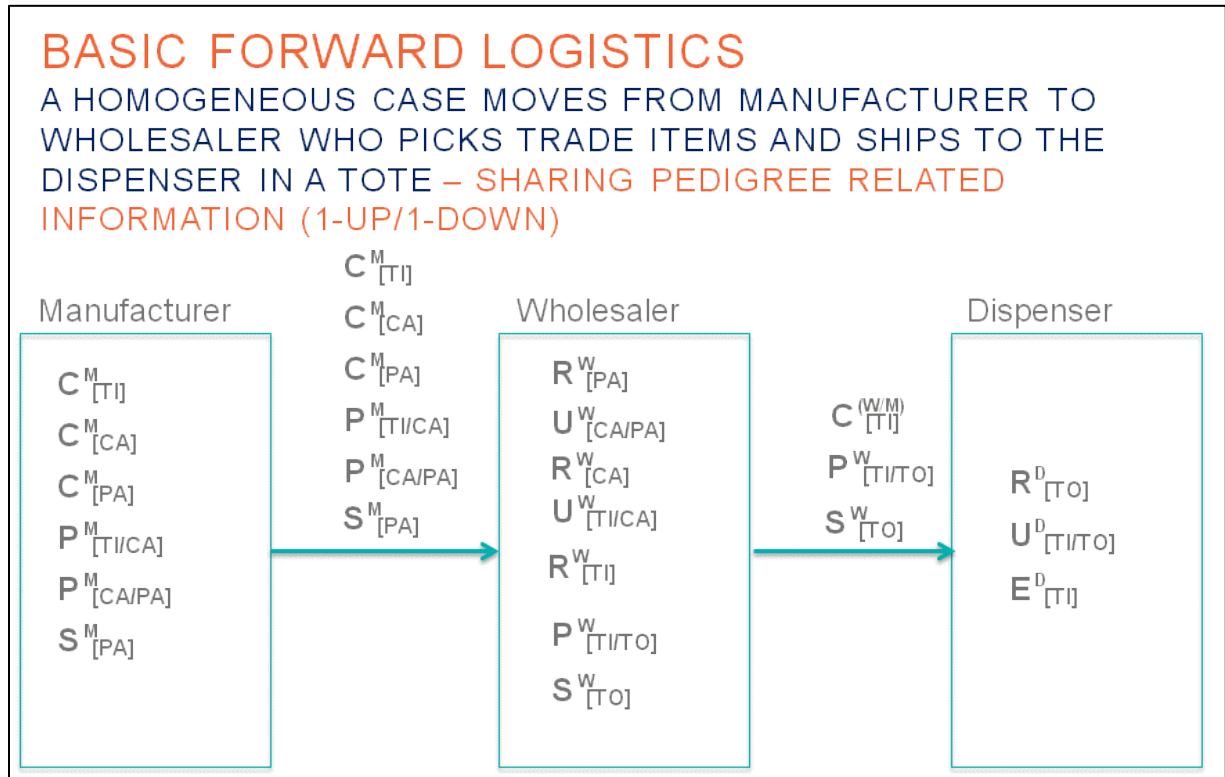 BASIC FORWARD LOGISTICS
A HOMOGENEOUS CASE MOVES FROM MANUFACTURER TO
WHOLESALER WHO PICKS TRADE ITEMS AND SHIPS TO THE
DISPENSER IN A TOTE – SHARING PEDIGREE RELATED
INFORMATION (1-UP/1-DOWN)
Manufacturer
C M [TI]
C M [CA]
C M [PA]
P M [TI/CA]
P M [CA/PA]
S M [PA]
C M [TI]
C M [CA]
C M [PA]
P M [TI/CA]
P M [CA/PA]
S M [PA]
Wholesaler
R W [PA]
U W [CA/PA]
R W [CA]
U W [TI/CA]
R W [TI]
P W [TI/TO]
S W [TO]
C (W/M) [TI]
P W [TI/TO]
S W [TO]
Dispenser
R D [TO]
U D [TI/TO]
E D [TI]